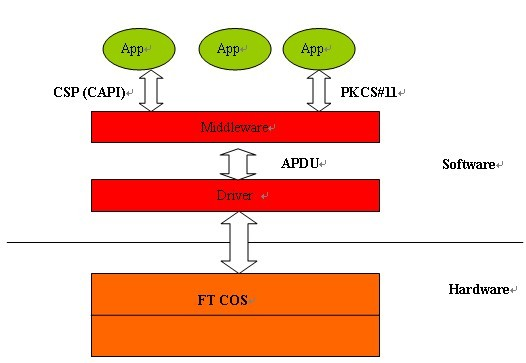 App
App
App
CSP (CAPI)
PKCS#11
Middleware
APDU
Software
Driver
Hardware
FT COS